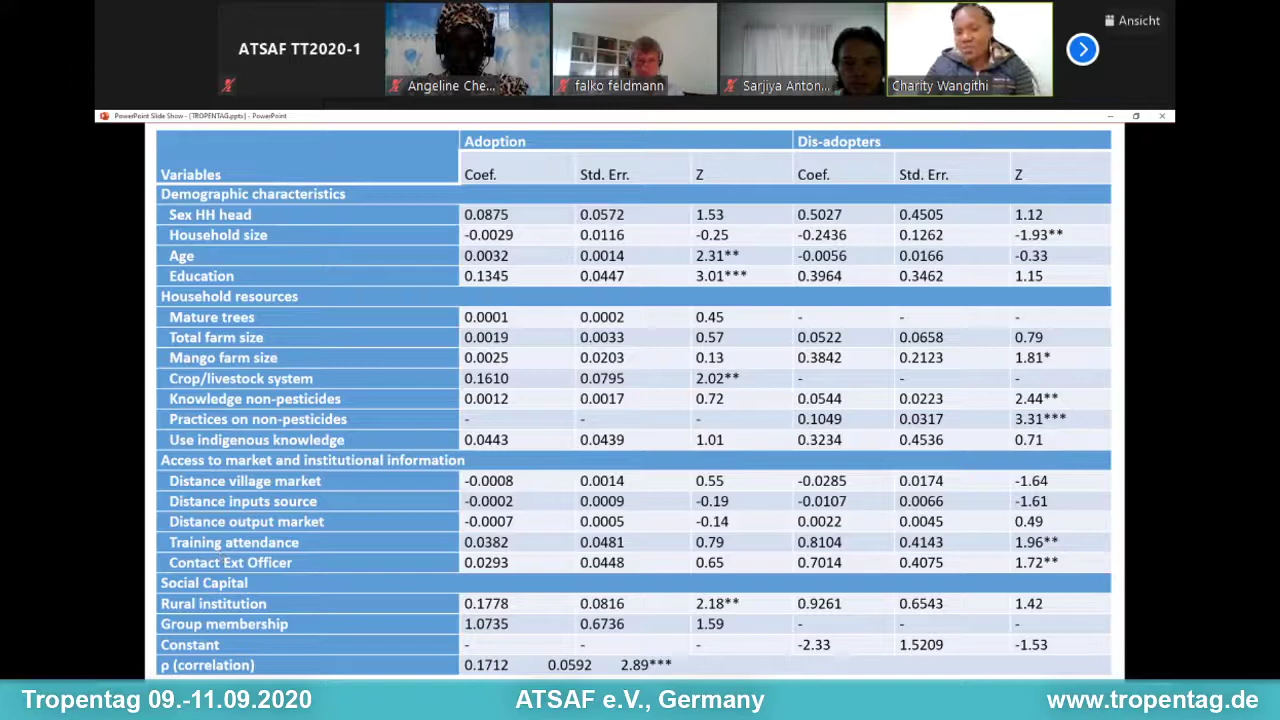 ATSAF TT2020-1
Angeline Che...
falko feldmann
Sarjiya Anton...
Charity Wangithi
Ansicht
PowerPoint Slide Show - [TROPENTAG.ppts] - PowerPoint
Adoption Dis-adopters
Variables Coef. Std. Err. Z Coef. Std. Err. Z
Demographic characteristics
Sex HH head 0.0875 0.0572 1.53 0.5027 0.4505 1.12
Household size -0.0029 0.0116 -0.25 -0.2436 0.1262 -1.93**
Age 0.0032 0.0014 2.31** -0.0056 0.0166 -0.33
Education 0.1345 0.0447 3.01*** 0.3964 0.3462 1.15
Household resources
Mature trees 0.0001 0.0002 0.45 - - -
Total farm size 0.0019 0.0033 0.57 0.0522 0.0658 0.79
Mango farm size 0.0025 0.0203 0.13 0.3842 0.2123 1.81*
Crop/livestock system 0.1610 0.0795 2.02** - - -
Knowledge non-pesticides 0.0012 0.0017 0.72 0.0544 0.0223 2.44**
Practices on non-pesticides - - - 0.1049 0.0317 3.31***
Use indigenous knowledge 0.0443 0.0439 1.01 0.3234 0.4536 0.71
Access to market and institutional information
Distance village market -0.0008 0.0014 0.55 -0.0285 0.0174 -1.64
Distance inputs source -0.0002 0.0009 -0.19 -0.0107 0.0066 -1.61
Distance output market -0.0007 0.0005 -0.14 0.0022 0.0045 0.49
Training attendance 0.0382 0.0481 0.79 0.8104 0.4143 1.96**
Contact Ext Officer 0.0293 0.0448 0.65 0.7014 0.4075 1.72**
Social Capital
Rural institution 0.1778 0.0816 2.18** 0.9261 0.6543 1.42
Group membership 1.0735 0.6736 1.59 - - -
Constant - - - -2.33 1.5209 -1.53
ρ (correlation) 0.1712 0.0592 2.89***
Tropentag 09.-11.09.2020 ATSAF e.V., Germany www.tropentag.de